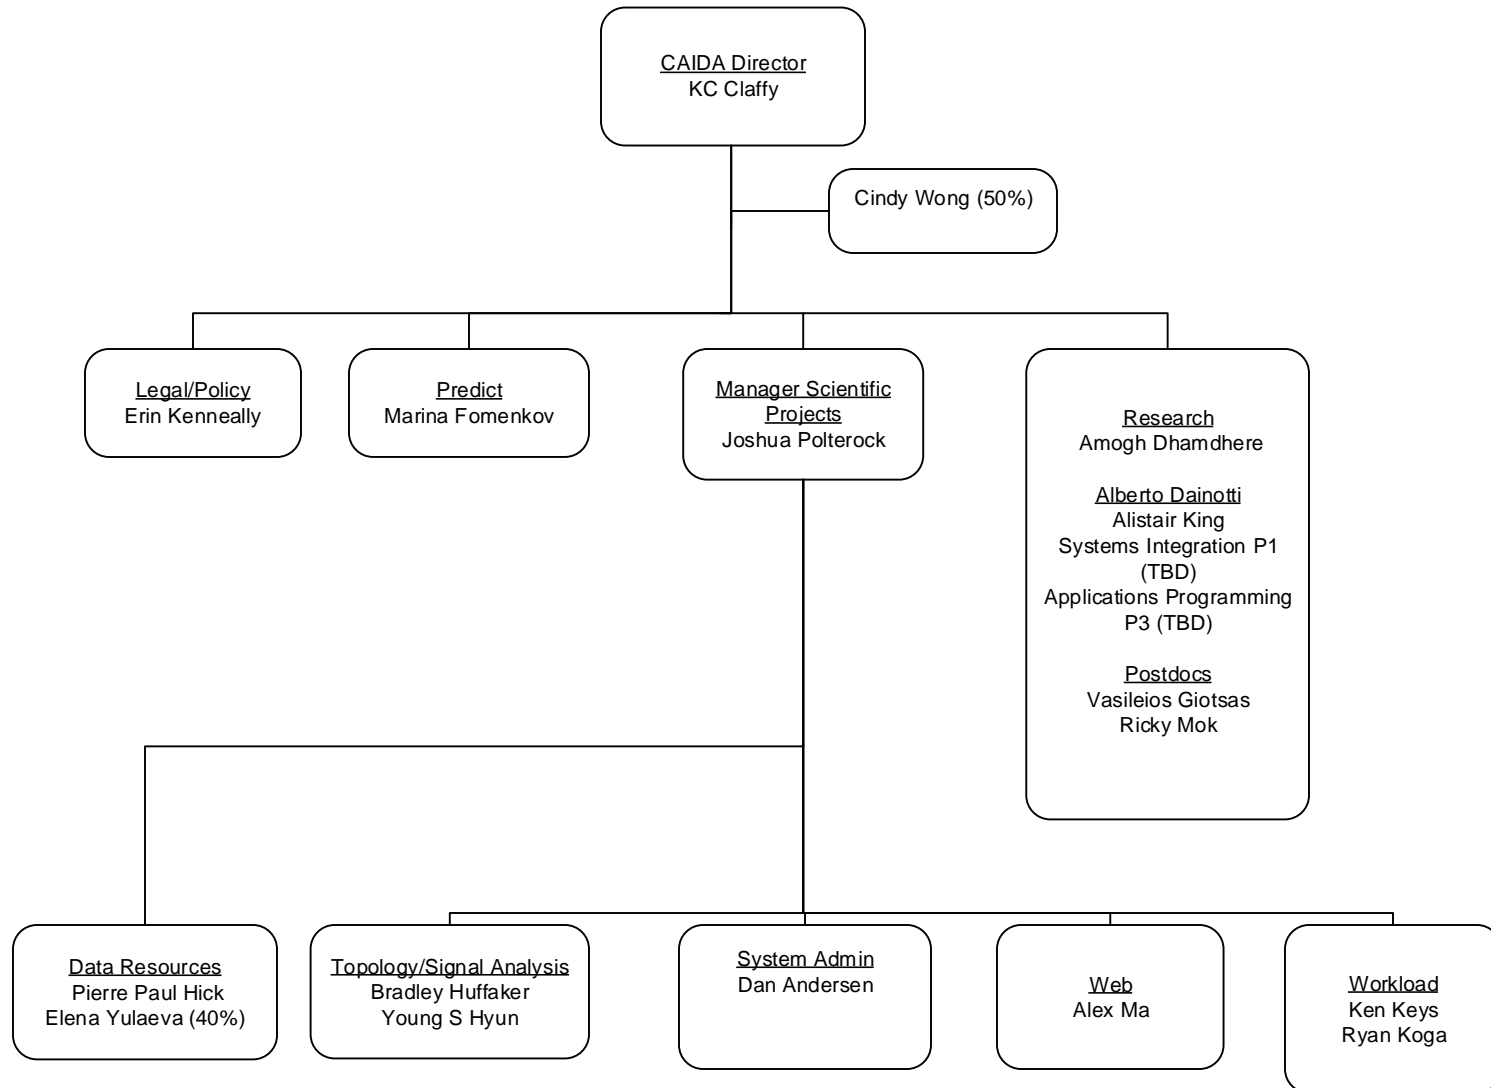 CAIDA Director
KC Claffy
Cindy Wong (50%)
Legal/Policy
Erin Kenneally
Predict
Marina Fomenkov
Manager Scientific
Projects
Joshua Polterock
Research
Amogh Dhamdhere
Alberto Dainotti
Alistair King
Systems Integration P1
(TBD)
Applications Programming
P3 (TBD)
Postdocs
Vasileios Giotsas
Ricky Mok
Data Resources
Pierre Paul Hick
Elena Yulaeva (40%)
Topology/Signal Analysis
Bradley Huffaker
Young S Hyun
System Admin
Dan Andersen
Web
Alex Ma
Workload
Ken Keys
Ryan Koga